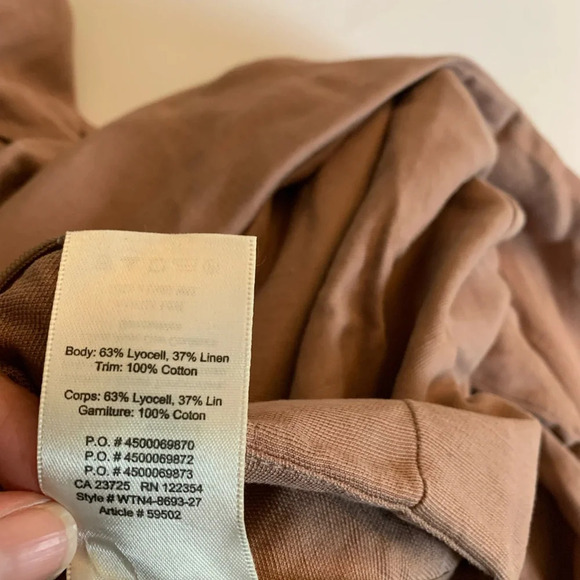 Body: 63% Lyocell, 37% Linen
Trim: 100% Cotton
Corps: 63% Lyocell, 37% Lin
Garniture: 100% Coton
P.O. # 4500069870
P.O. # 4500069872
P.O. # 4500069873
CA 23725 RN 122354
Style # WTN4-8693-27
Article # 59502